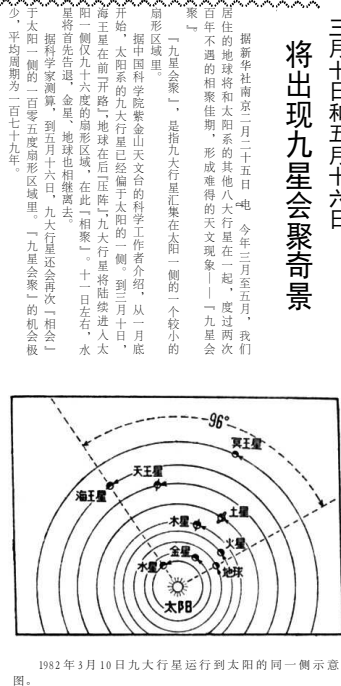 三月十日和五月十六日
将出现九星会聚奇景
据新华社南京二月二十五日电 今年三月至五月，我们
居住的地球将和太阳系的其他八大行星在一起，度过两次
百年不遇的相聚佳期，形成难得的天文现象——『九星会
聚』。
『九星会聚』，是指九大行星汇集在太阳一侧的一个较小的
扇形区域里。
据中国科学院紫金山天文台的科学工作者介绍，从一月底
开始，太阳系的九大行星已经偏于太阳的一侧。到三月十日，
海王星在前『开路』，地球在后『压阵』，九大行星将陆续进入太
阳一侧仅九十六度的扇形区域，在此『相聚』。十一日左右，水
星将首先告退，金星、地球也相继离去。
据科学家测算，到五月十六日，九大行星还会再次『相会』
于太阳一侧的一百零五度扇形区域里。『九星会聚』的机会极
少，平均周期为一百七十九年。
96°
冥王星
天王星
海王星
土星
木星
火星
金星
水星
地球
太阳
1982年3月10日九大行星运行到太阳的同一侧示意
图。